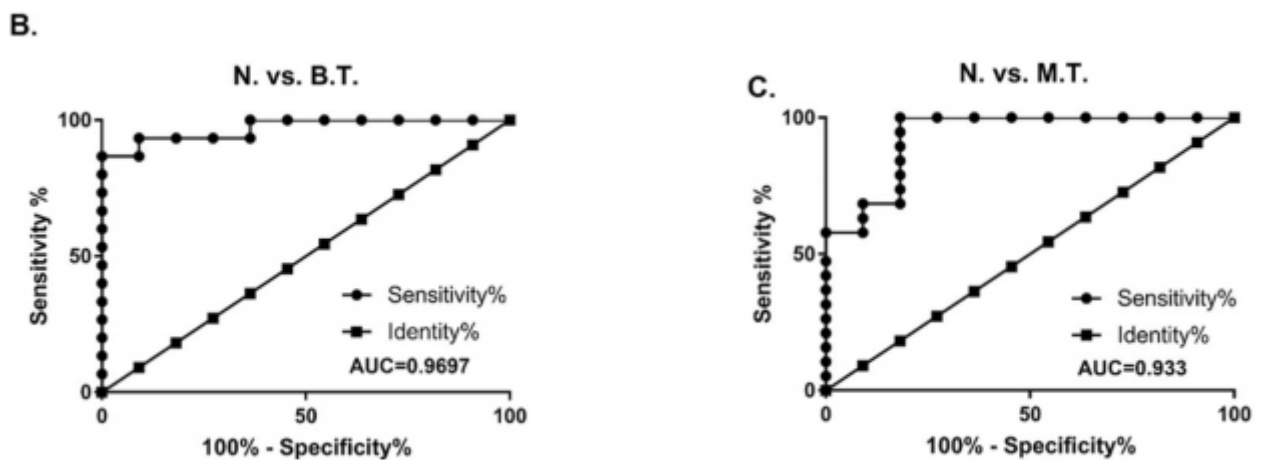 B.
N. vs. B.T.
100
50
0
Sensitivity %
Sensitivity%
Identity%
AUC=0.9697
0
50
100
100% - Specificity%
C.
N. vs. M.T.
100
50
0
Sensitivity %
Sensitivity%
Identity%
AUC=0.933
0
50
100
100% - Specificity%